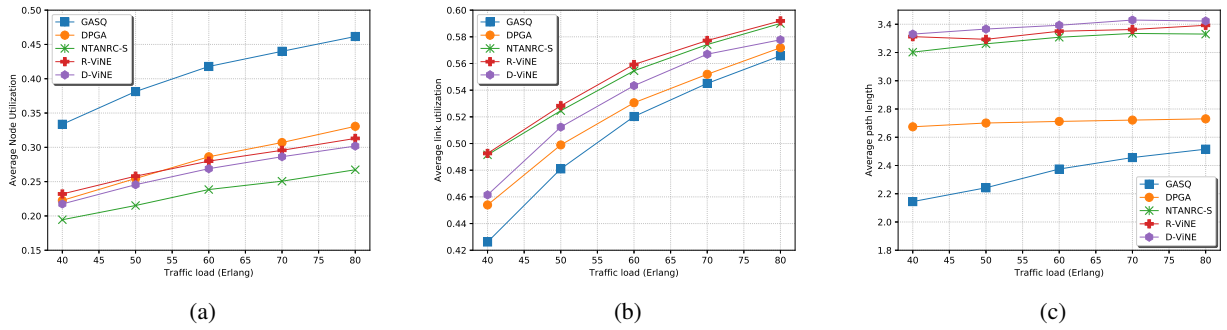 0.50
0.45
0.40
0.35
0.30
0.25
0.20
0.15
Average Node Utilization
GASQ
DPGA
NTANRC-S
R-ViNE
D-ViNE
40 45 50 55 60 65 70 75 80
Traffic load (Erlang)
(a)
0.60
0.58
0.56
0.54
0.52
0.50
0.48
0.46
0.44
0.42
Average link utilization
GASQ
DPGA
NTANRC-S
R-ViNE
D-ViNE
40 45 50 55 60 65 70 75 80
Traffic load (Erlang)
(b)
3.4
3.2
3.0
2.8
2.6
2.4
2.2
2.0
1.8
Average path length
GASQ
DPGA
NTANRC-S
R-ViNE
D-ViNE
40 45 50 55 60 65 70 75 80
Traffic load (Erlang)
(c)